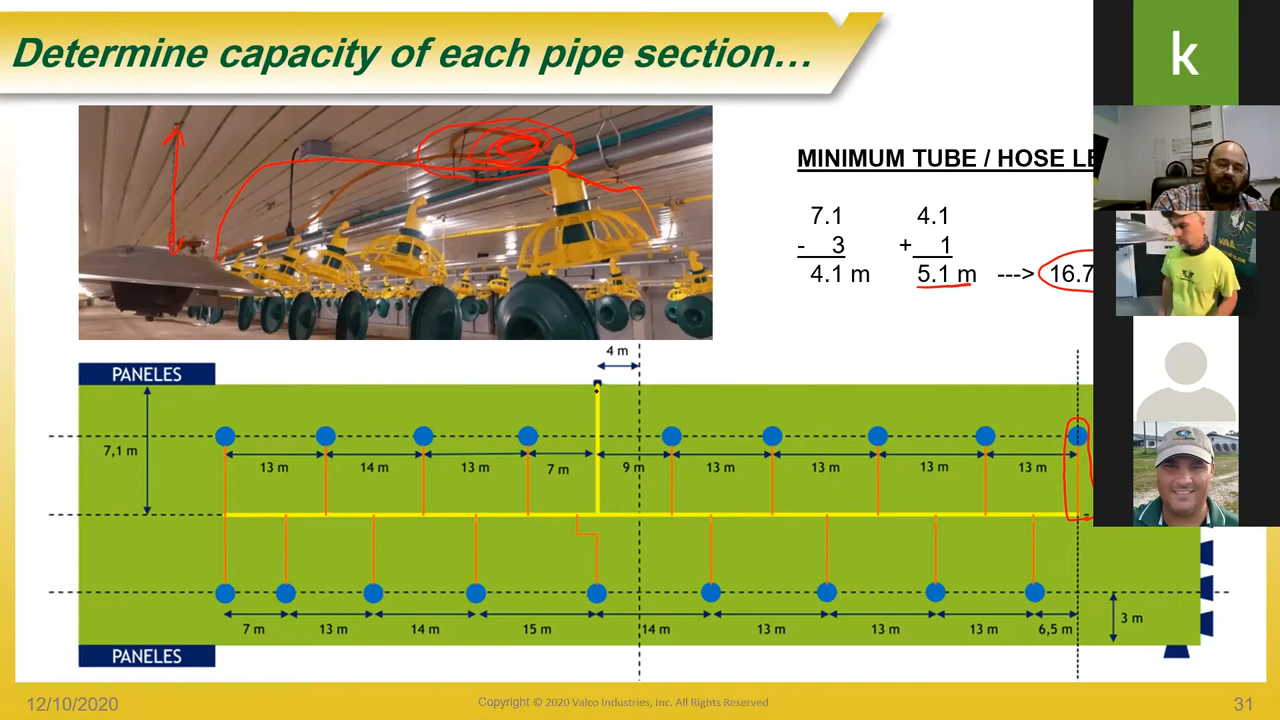 Determine capacity of each pipe section...
k
MINIMUM TUBE / HOSE LE
7.1 4.1
- 3 + 1
4.1 m 5.1 m ---> 16.7
4 m
PANELES
7,1 m
13 m 14 m 13 m 7 m 9 m 13 m 13 m 13 m 13 m
7 m 13 m 14 m 15 m 14 m 13 m 13 m 13 m 6,5 m
3 m
PANELES
12/10/2020 Copyright © 2020 Valco Industries, Inc. All Rights Reserved 31